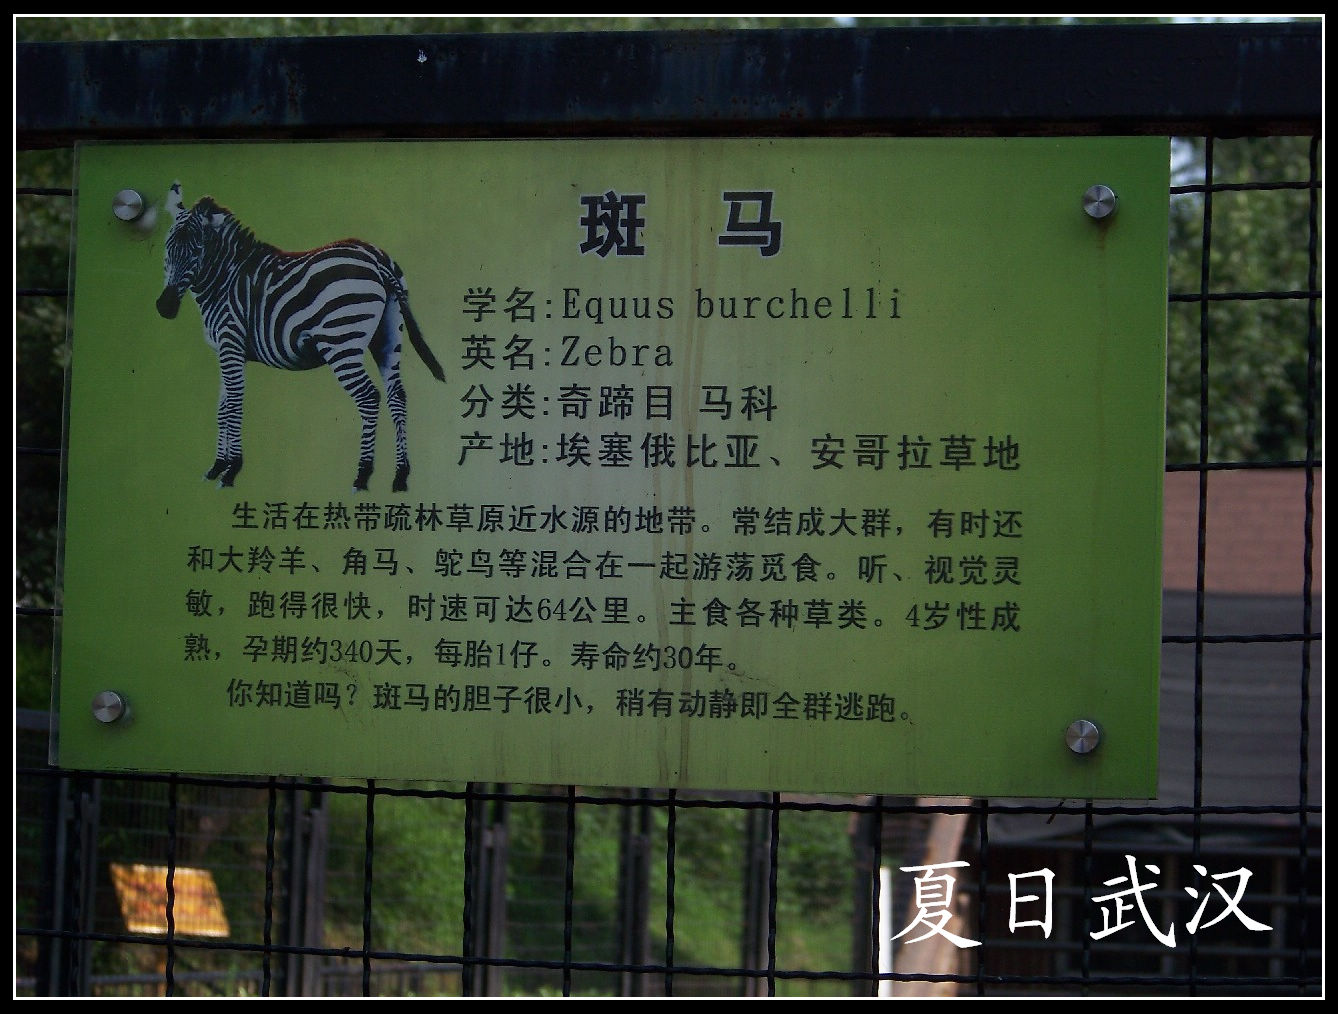 斑 马
学名:Equus burchelli
英名:Zebra
分类:奇蹄目 马科
产地:埃塞俄比亚、安哥拉草地
生活在热带疏林草原近水源的地带。常结成大群，有时还
和大羚羊、角马、鸵鸟等混合在一起游荡觅食。听、视觉灵
敏，跑得很快，时速可达64公里。主食各种草类。4岁性成
熟，孕期约340天，每胎1仔。寿命约30年。
你知道吗？斑马的胆子很小，稍有动静即全群逃跑。
夏日武汉